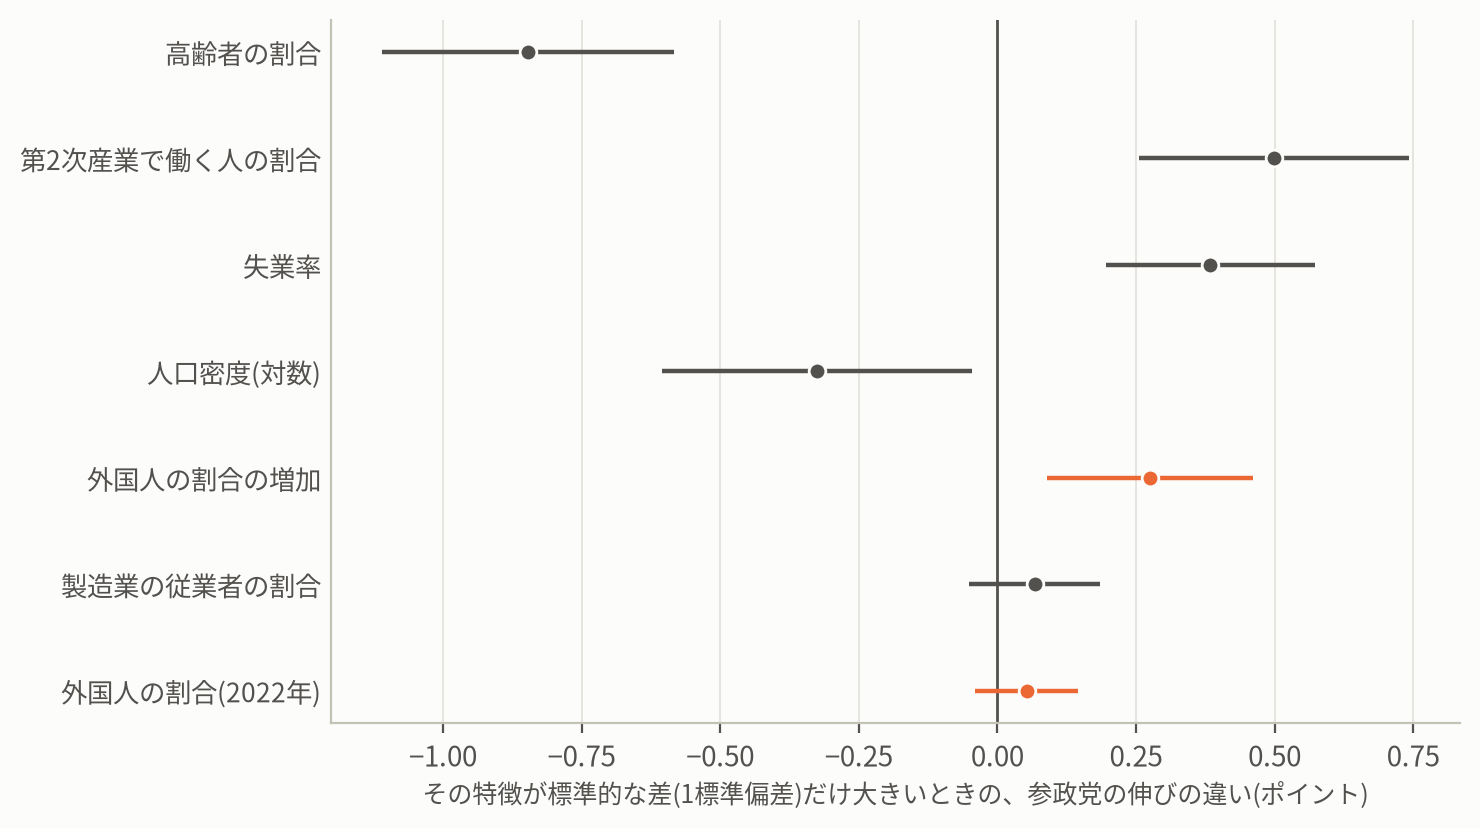 高齢者の割合
第2次産業で働く人の割合
失業率
人口密度(対数)
外国人の割合の増加
製造業の従業者の割合
外国人の割合(2022年)
−1.00 −0.75 −0.50 −0.25 0.00 0.25 0.50 0.75
その特徴が標準的な差(1標準偏差)だけ大きいときの、参政党の伸びの違い(ポイント)